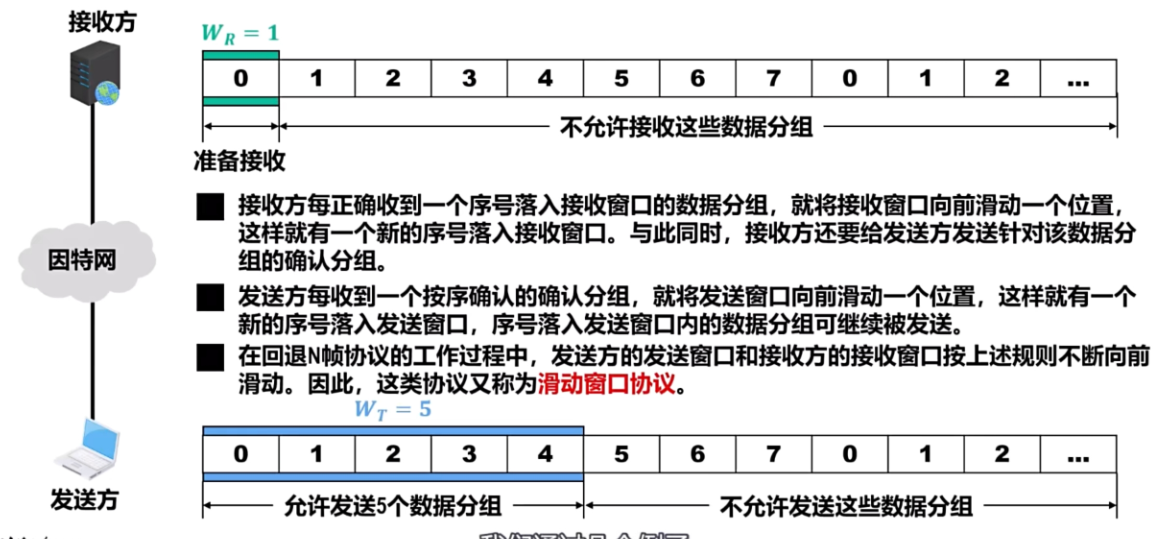 接收方
W_R = 1
0 1 2 3 4 5 6 7 0 1 2 ...
不允许接收这些数据分组
准备接收
接收方每正确收到一个序号落入接收窗口的数据分组，就将接收窗口向前滑动一个位置，
这样就有一个新的序号落入接收窗口。与此同时，接收方还要给发送方发送针对该数据分
组的确认分组。
因特网
发送方每收到一个按序确认的确认分组，就将发送窗口向前滑动一个位置，这样就有一个
新的序号落入发送窗口，序号落入发送窗口内的数据分组可继续被发送。
在回退N帧协议的工作过程中，发送方的发送窗口和接收方的接收窗口按上述规则不断向前
滑动。因此，这类协议又称为滑动窗口协议。
W_T = 5
0 1 2 3 4 5 6 7 0 1 2 ...
发送方
允许发送5个数据分组 不允许发送这些数据分组